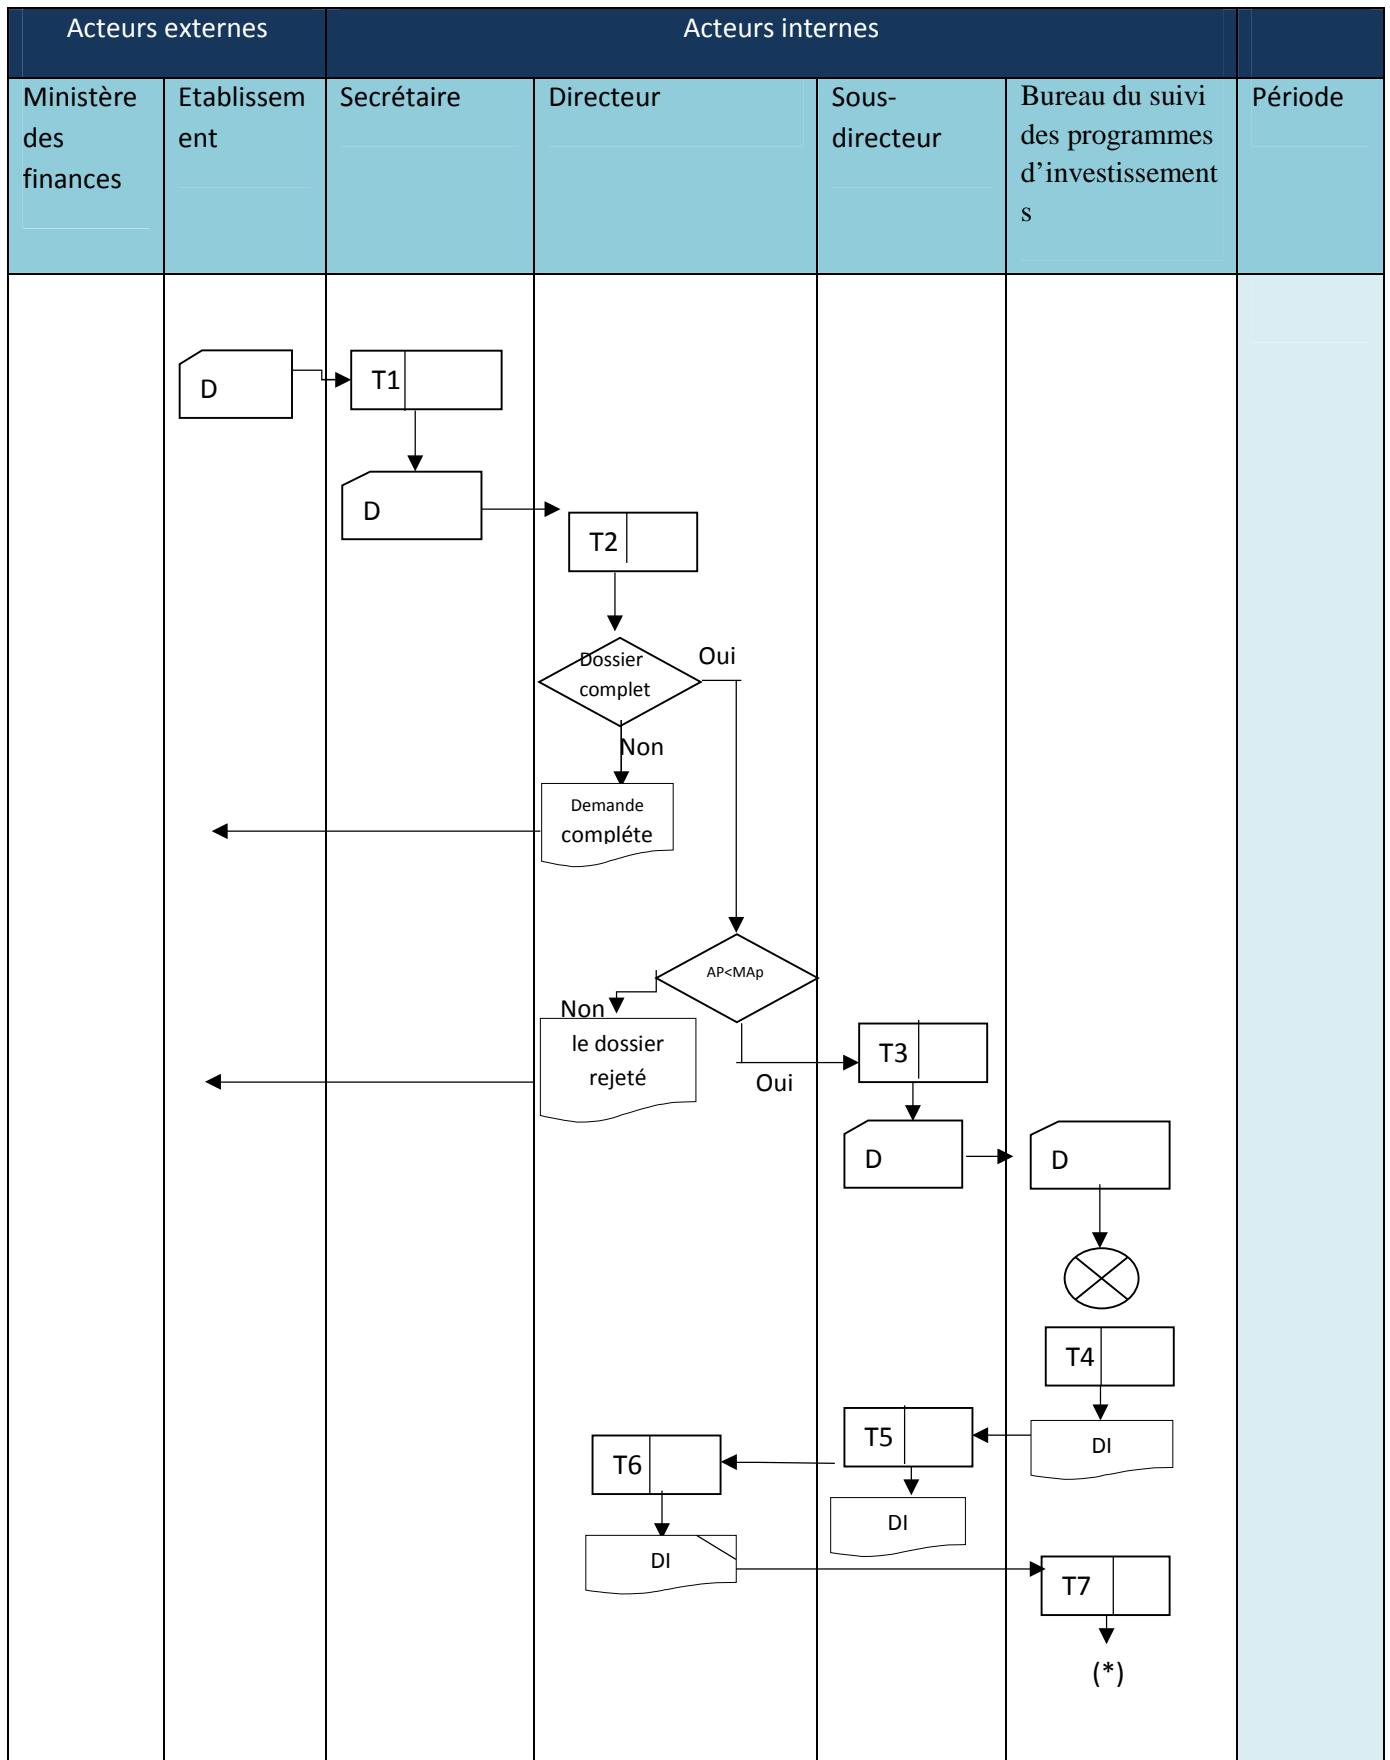 Acteurs externes
Acteurs internes
Ministère
des
finances
Etablissem
ent
Secrétaire
Directeur
Sous-
directeur
Bureau du suivi
des programmes
d’investissement
s
Période
D
T1
D
T2
Dossier
complet
Oui
Non
Demande
compléte
AP<MAp
Non
le dossier
rejeté
Oui
T3
D
D
T4
DI
T5
T6
DI
DI
T7
(*)